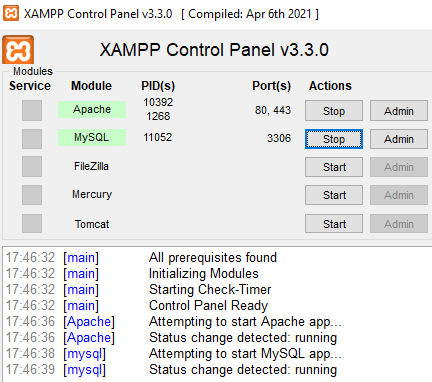 XAMPP Control Panel v3.3.0 [ Compiled: Apr 6th 2021 ]
XAMPP Control Panel v3.3.0
Modules
Service Module PID(s) Port(s) Actions
Apache 10392 1268 80, 443 Stop Admin
MySQL 11052 3306 Stop Admin
FileZilla Start Admin
Mercury Start Admin
Tomcat Start Admin
17:46:32 [main] All prerequisites found
17:46:32 [main] Initializing Modules
17:46:32 [main] Starting Check-Timer
17:46:32 [main] Control Panel Ready
17:46:36 [Apache] Attempting to start Apache app...
17:46:36 [Apache] Status change detected: running
17:46:38 [mysql] Attempting to start MySQL app...
17:46:39 [mysql] Status change detected: running